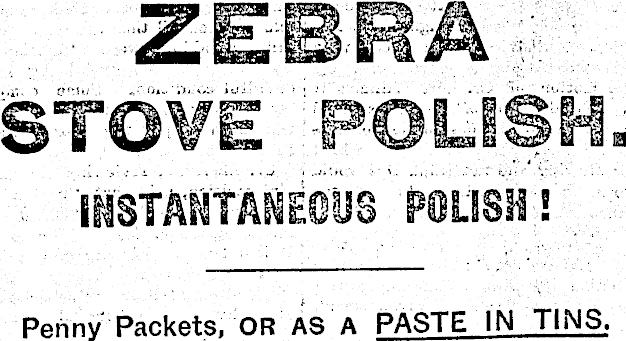 ZEBRA
STOVE POLISH.
INSTANTANEOUS POLISH!
Penny Packets, OR AS A PASTE IN TINS.